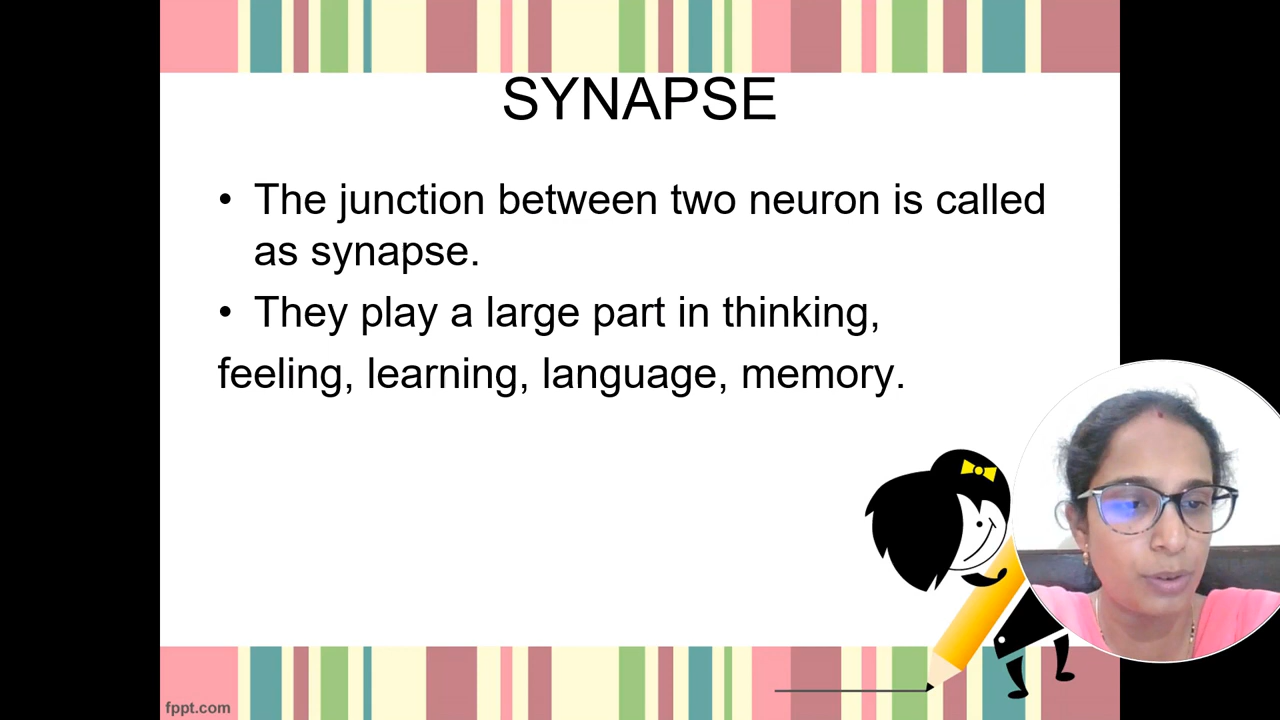 SYNAPSE
• The junction between two neuron is called
as synapse.
• They play a large part in thinking,
feeling, learning, language, memory.
fppt.com